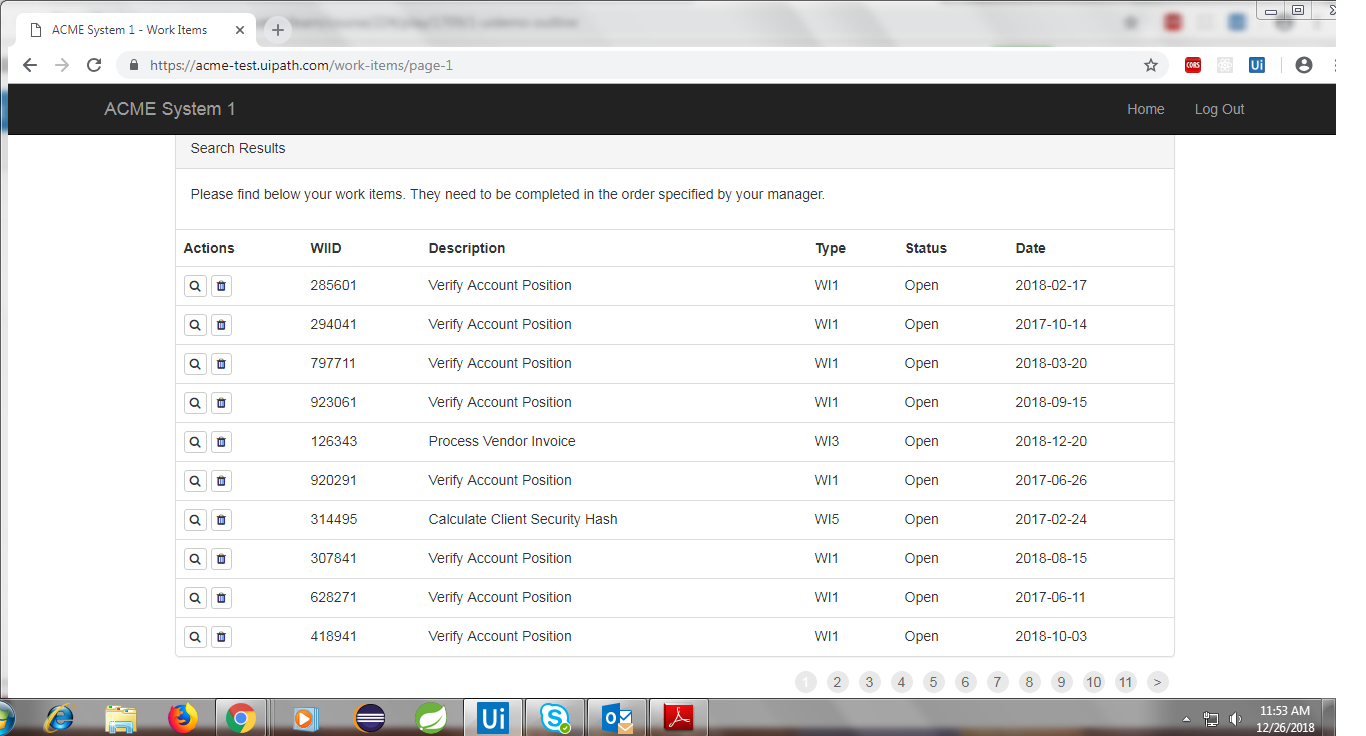 ACME System 1 - Work Items
https://acme-test.uipath.com/work-items/page-1
CORS
Ui
ACME System 1 Home Log Out
Search Results
Please find below your work items. They need to be completed in the order specified by your manager.
Actions WIID Description Type Status Date
285601 Verify Account Position WI1 Open 2018-02-17
294041 Verify Account Position WI1 Open 2017-10-14
797711 Verify Account Position WI1 Open 2018-03-20
923061 Verify Account Position WI1 Open 2018-09-15
126343 Process Vendor Invoice WI3 Open 2018-12-20
920291 Verify Account Position WI1 Open 2017-06-26
314495 Calculate Client Security Hash WI5 Open 2017-02-24
307841 Verify Account Position WI1 Open 2018-08-15
628271 Verify Account Position WI1 Open 2017-06-11
418941 Verify Account Position WI1 Open 2018-10-03
1 2 3 4 5 6 7 8 9 10 11 >
Ui
11:53 AM
12/26/2018